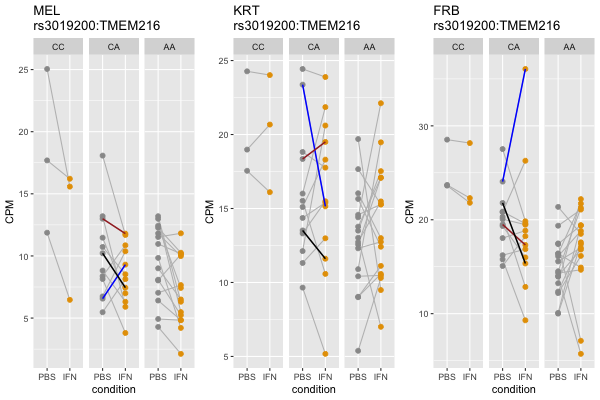 MEL
rs3019200:TMEM216
CC CA AA
25
20
15
10
5
CPM
PBS IFN PBS IFN PBS IFN
condition
KRT
rs3019200:TMEM216
CC CA AA
25
20
15
10
5
CPM
PBS IFN PBS IFN PBS IFN
condition
FRB
rs3019200:TMEM216
CC CA AA
30
20
10
CPM
PBS IFN PBS IFN PBS IFN
condition